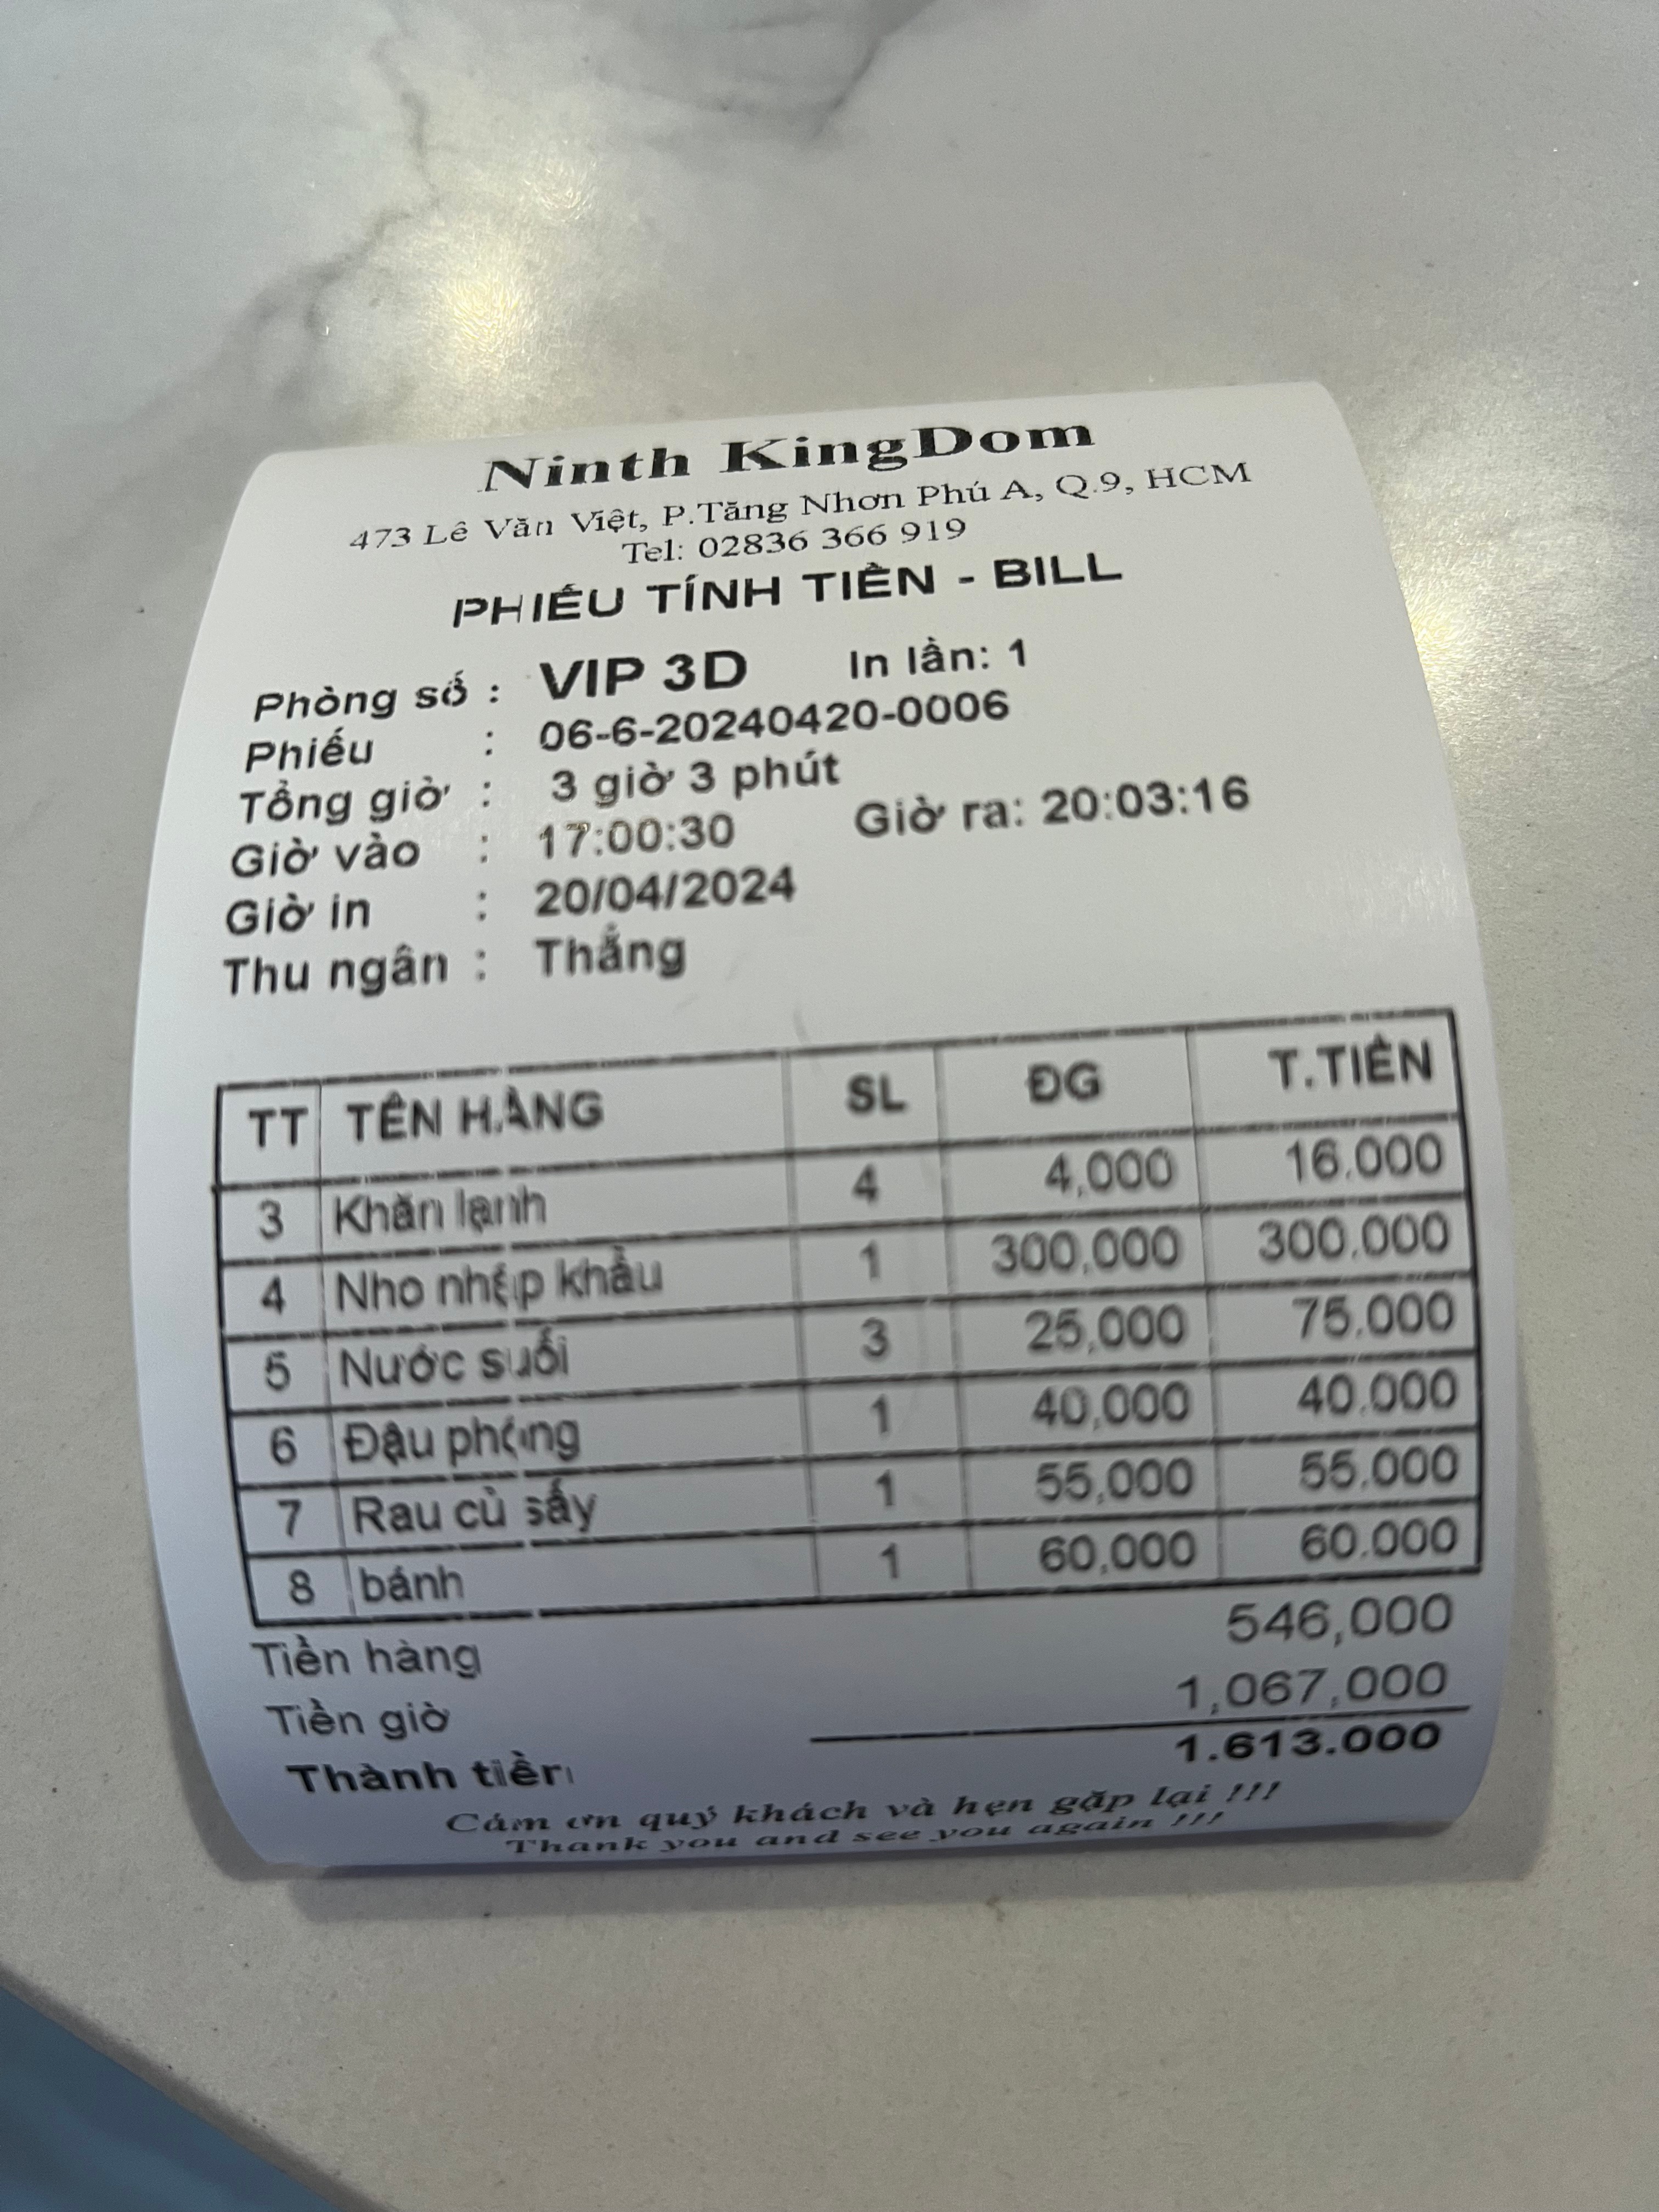 Ninth KingDom
473 Lê Văn Việt, P.Tăng Nhơn Phú A, Q.9, HCM
Tel: 02836 366 919
PHIẾU TÍNH TIỀN - BILL
Phòng số : VIP 3D In lần: 1
Phiếu : 06-6-20240420-0006
Tổng giờ : 3 giờ 3 phút
Giờ vào : 17:00:30 Giờ ra: 20:03:16
Giờ in : 20/04/2024
Thu ngân : Thắng
TT TÊN HÀNG SL ĐG T.TIỀN
3 Khăn lạnh 4 4,000 16.000
4 Nho nhập khẩu 1 300,000 300.000
5 Nước suối 3 25,000 75.000
6 Đậu phộng 1 40,000 40.000
7 Rau củ sấy 1 55,000 55.000
8 bánh 1 60,000 60.000
Tiền hàng 546,000
Tiền giờ 1,067,000
Thành tiền 1.613.000
Cám ơn quý khách và hẹn gặp lại !!!
Thank you and see you again !!!